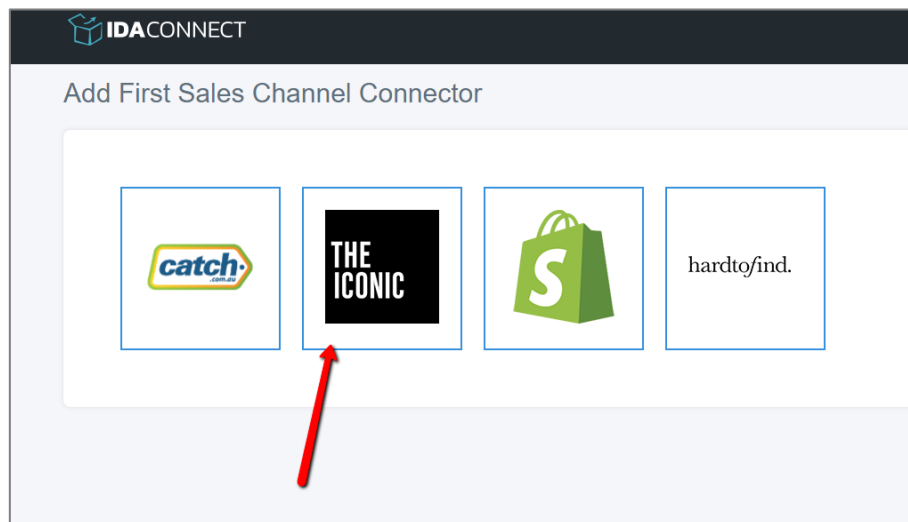 IDACONNECT
Add First Sales Channel Connector
catch
.com.au
THE
ICONIC
S
hardtofind.